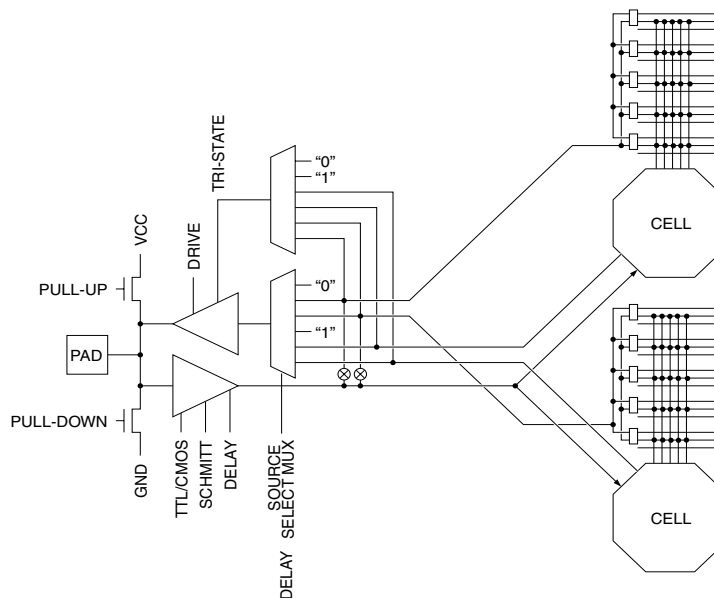 TRI-STATE
"0"
"1"
CELL
VCC
DRIVE
PULL-UP
"0"
"1"
PAD
PULL-DOWN
GND
TTL/CMOS
SCHMITT
DELAY
SOURCE
SELECT MUX
DELAY
CELL